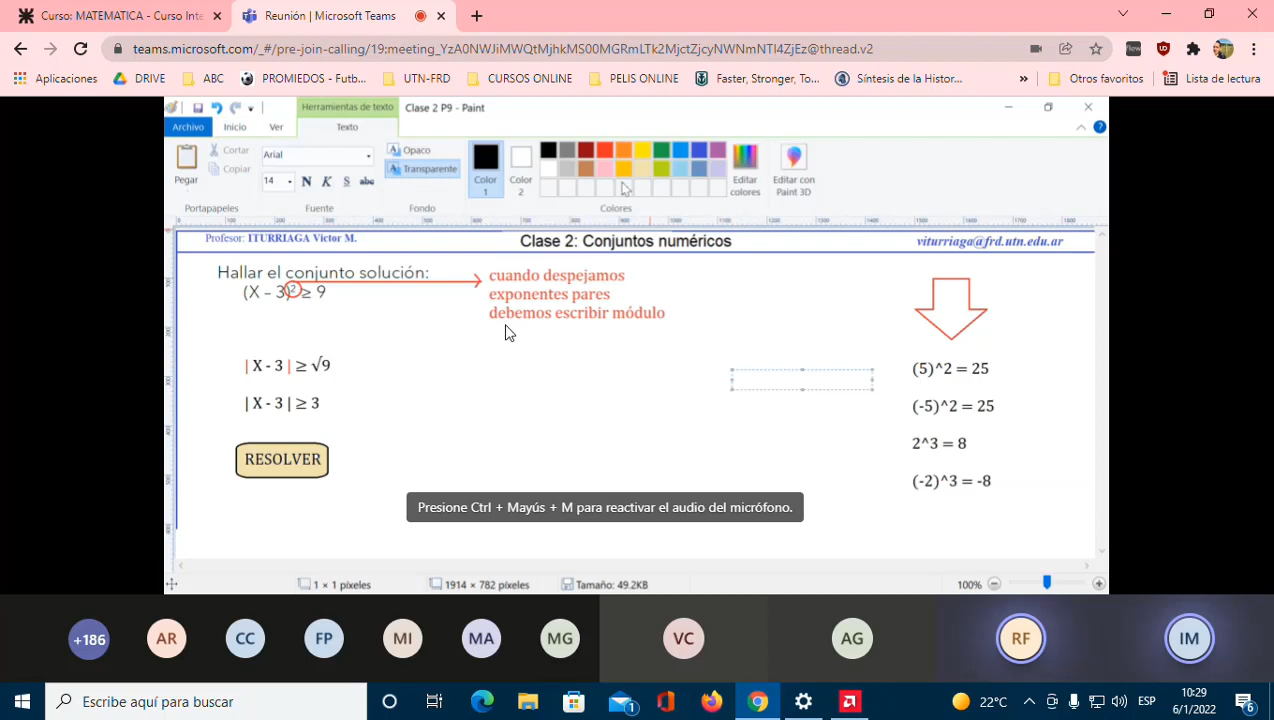 Curso: MATEMATICA - Curso Inte
Reunión | Microsoft Teams
teams.microsoft.com/_#/pre-join-calling/19:meeting_YzA0NWJiMWQtMjhkMS00MGRmLTk2MjctZjcyNWNmNTI4ZjEz@thread.v2
Aplicaciones DRIVE ABC PROMIEDOS - Futb... UTN-FRD CURSOS ONLINE PELIS ONLINE Faster, Stronger, To... Síntesis de la Histor... » Otros favoritos Lista de lectura
Herramientas de texto Clase 2 P9 - Paint
Archivo Inicio Ver Texto
Pegar Cortar Copiar Arial 14 N K S abc Opaco Transparente Color 1 Color 2 Editar colores Editar con Paint 3D
Portapapeles Fuente Fondo Colores
Profesor: ITURRIAGA Victor M. Clase 2: Conjuntos numéricos viturriaga@frd.utn.edu.ar
Hallar el conjunto solución:
(X – 3)² ≥ 9
cuando despejamos
exponentes pares
debemos escribir módulo
| X - 3 | ≥ √9
| X - 3 | ≥ 3
RESOLVER
(5)^2 = 25
(-5)^2 = 25
2^3 = 8
(-2)^3 = -8
Presione Ctrl + Mayús + M para reactivar el audio del micrófono.
1 × 1 píxeles 1914 × 782 píxeles Tamaño: 49.2KB 100%
+186 AR CC FP MI MA MG VC AG RF IM
Escribe aquí para buscar 1 22°C ESP 10:29 6/1/2022 6